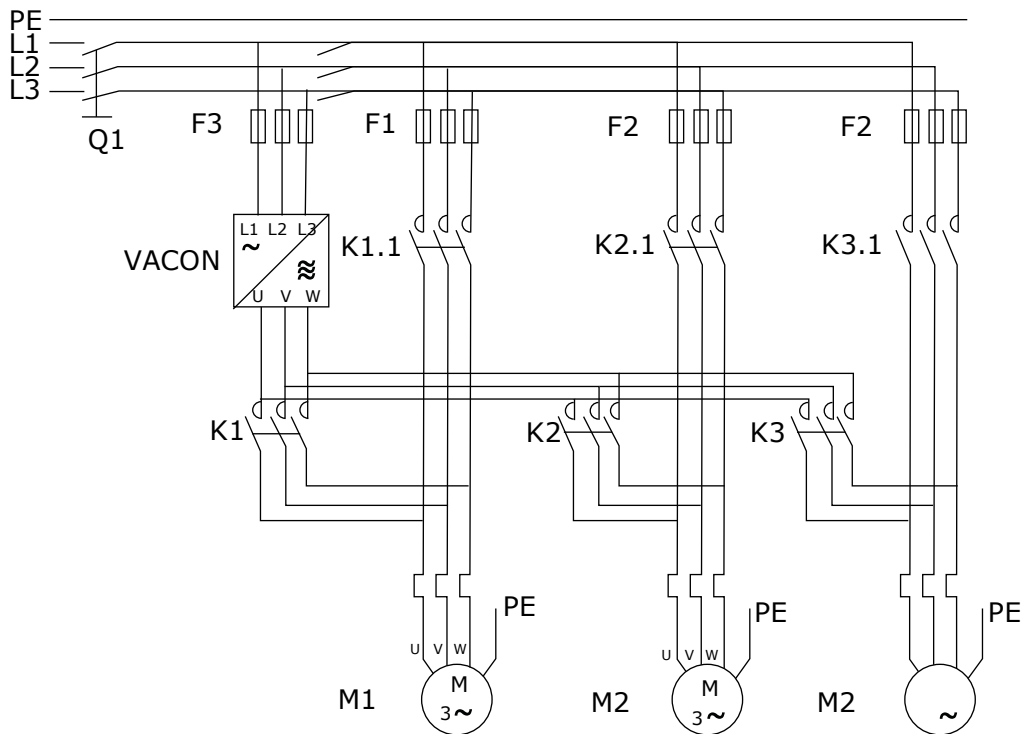 PE
L1
L2
L3
Q1
F3
F1
F2
F2
L1 L2 L3
~
≋
U V W
VACON
K1.1
K2.1
K3.1
K1
K2
K3
PE
PE
PE
U V W
U V W
M1
M
3~
M2
M
3~
M2
~